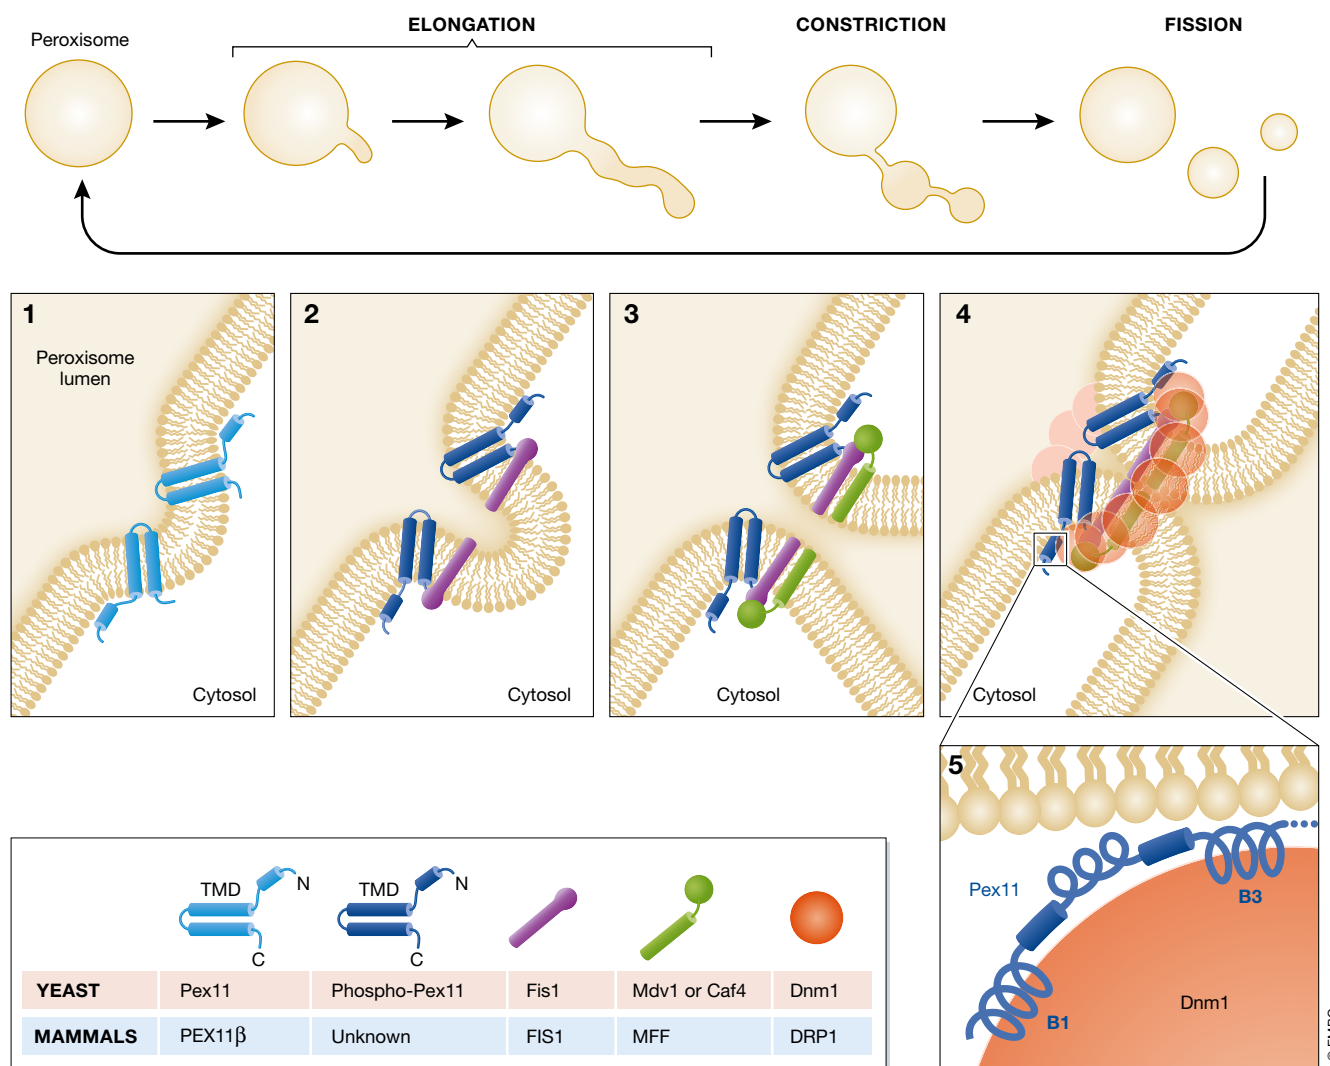 ELONGATION
CONSTRICTION
FISSION
Peroxisome
1
Peroxisome
lumen
Cytosol
2
Cytosol
3
Cytosol
4
Cytosol
5
Pex11
B3
B1
Dnm1
TMD
N
C
TMD
N
C
YEAST
Pex11
Phospho-Pex11
Fis1
Mdv1 or Caf4
Dnm1
MAMMALS
PEX11β
Unknown
FIS1
MFF
DRP1
© EMBO